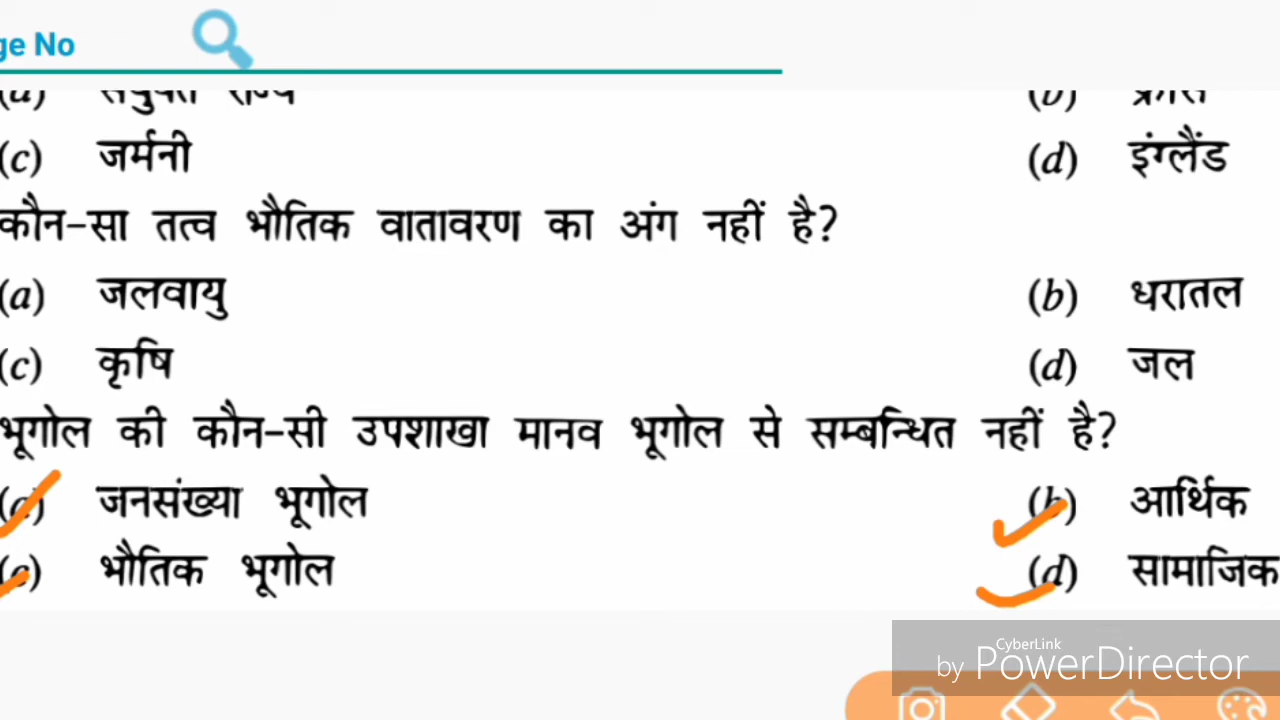 ge No
(a) संयुक्त राज्य (b) फ्रांस
(c) जर्मनी (d) इंग्लैंड
कौन-सा तत्व भौतिक वातावरण का अंग नहीं है?
(a) जलवायु (b) धरातल
(c) कृषि (d) जल
भूगोल की कौन-सी उपशाखा मानव भूगोल से सम्बन्धित नहीं है?
(a) जनसंख्या भूगोल (b) आर्थिक
(c) भौतिक भूगोल (d) सामाजिक
CyberLink
by PowerDirector